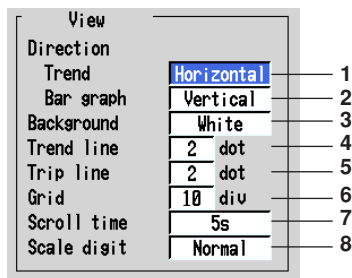 View
Direction
Trend Horizontal 1
Bar graph Vertical 2
Background White 3
Trend line 2 dot 4
Trip line 2 dot 5
Grid 10 div 6
Scroll time 5s 7
Scale digit Normal 8